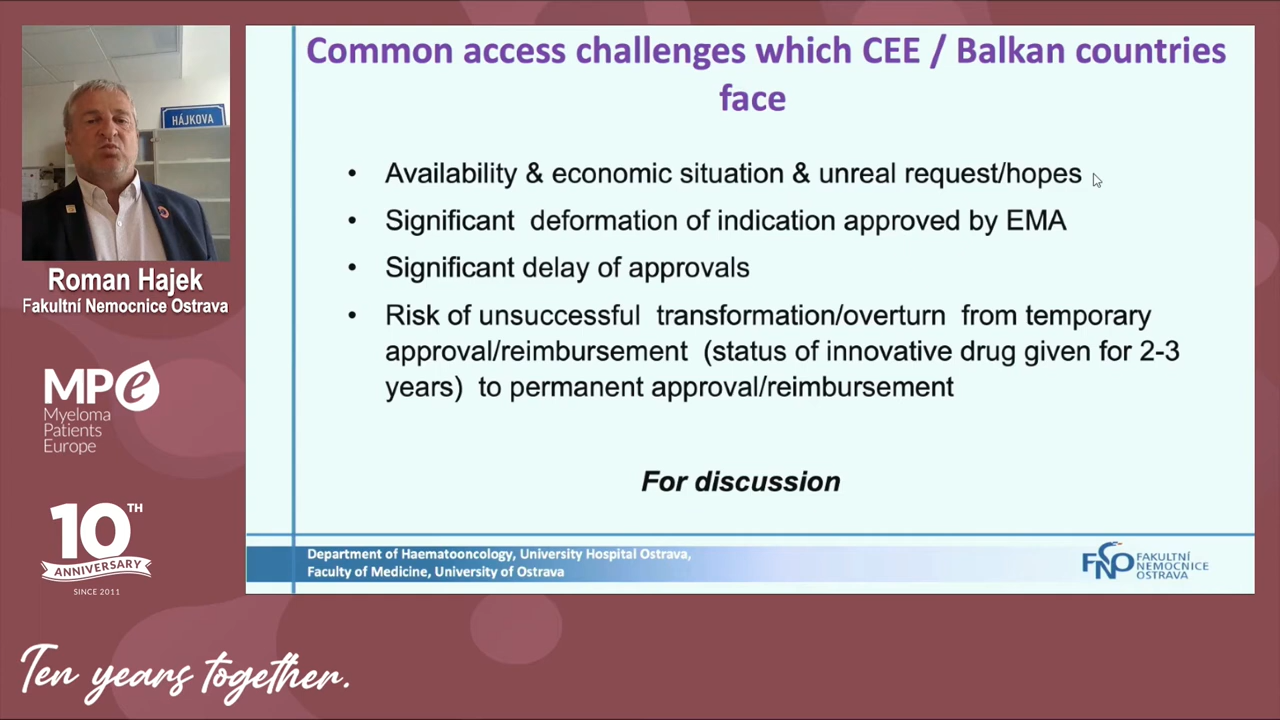 HÁJKOVA
Roman Hajek
Fakultní Nemocnice Ostrava
MPe
Myeloma
Patients
Europe
10TH
ANNIVERSARY
SINCE 2011
Ten years together.
Common access challenges which CEE / Balkan countries
face
• Availability & economic situation & unreal request/hopes
• Significant deformation of indication approved by EMA
• Significant delay of approvals
• Risk of unsuccessful transformation/overturn from temporary
approval/reimbursement (status of innovative drug given for 2-3
years) to permanent approval/reimbursement
For discussion
Department of Haematooncology, University Hospital Ostrava,
Faculty of Medicine, University of Ostrava
FNO
FAKULTNÍ
NEMOCNICE
OSTRAVA